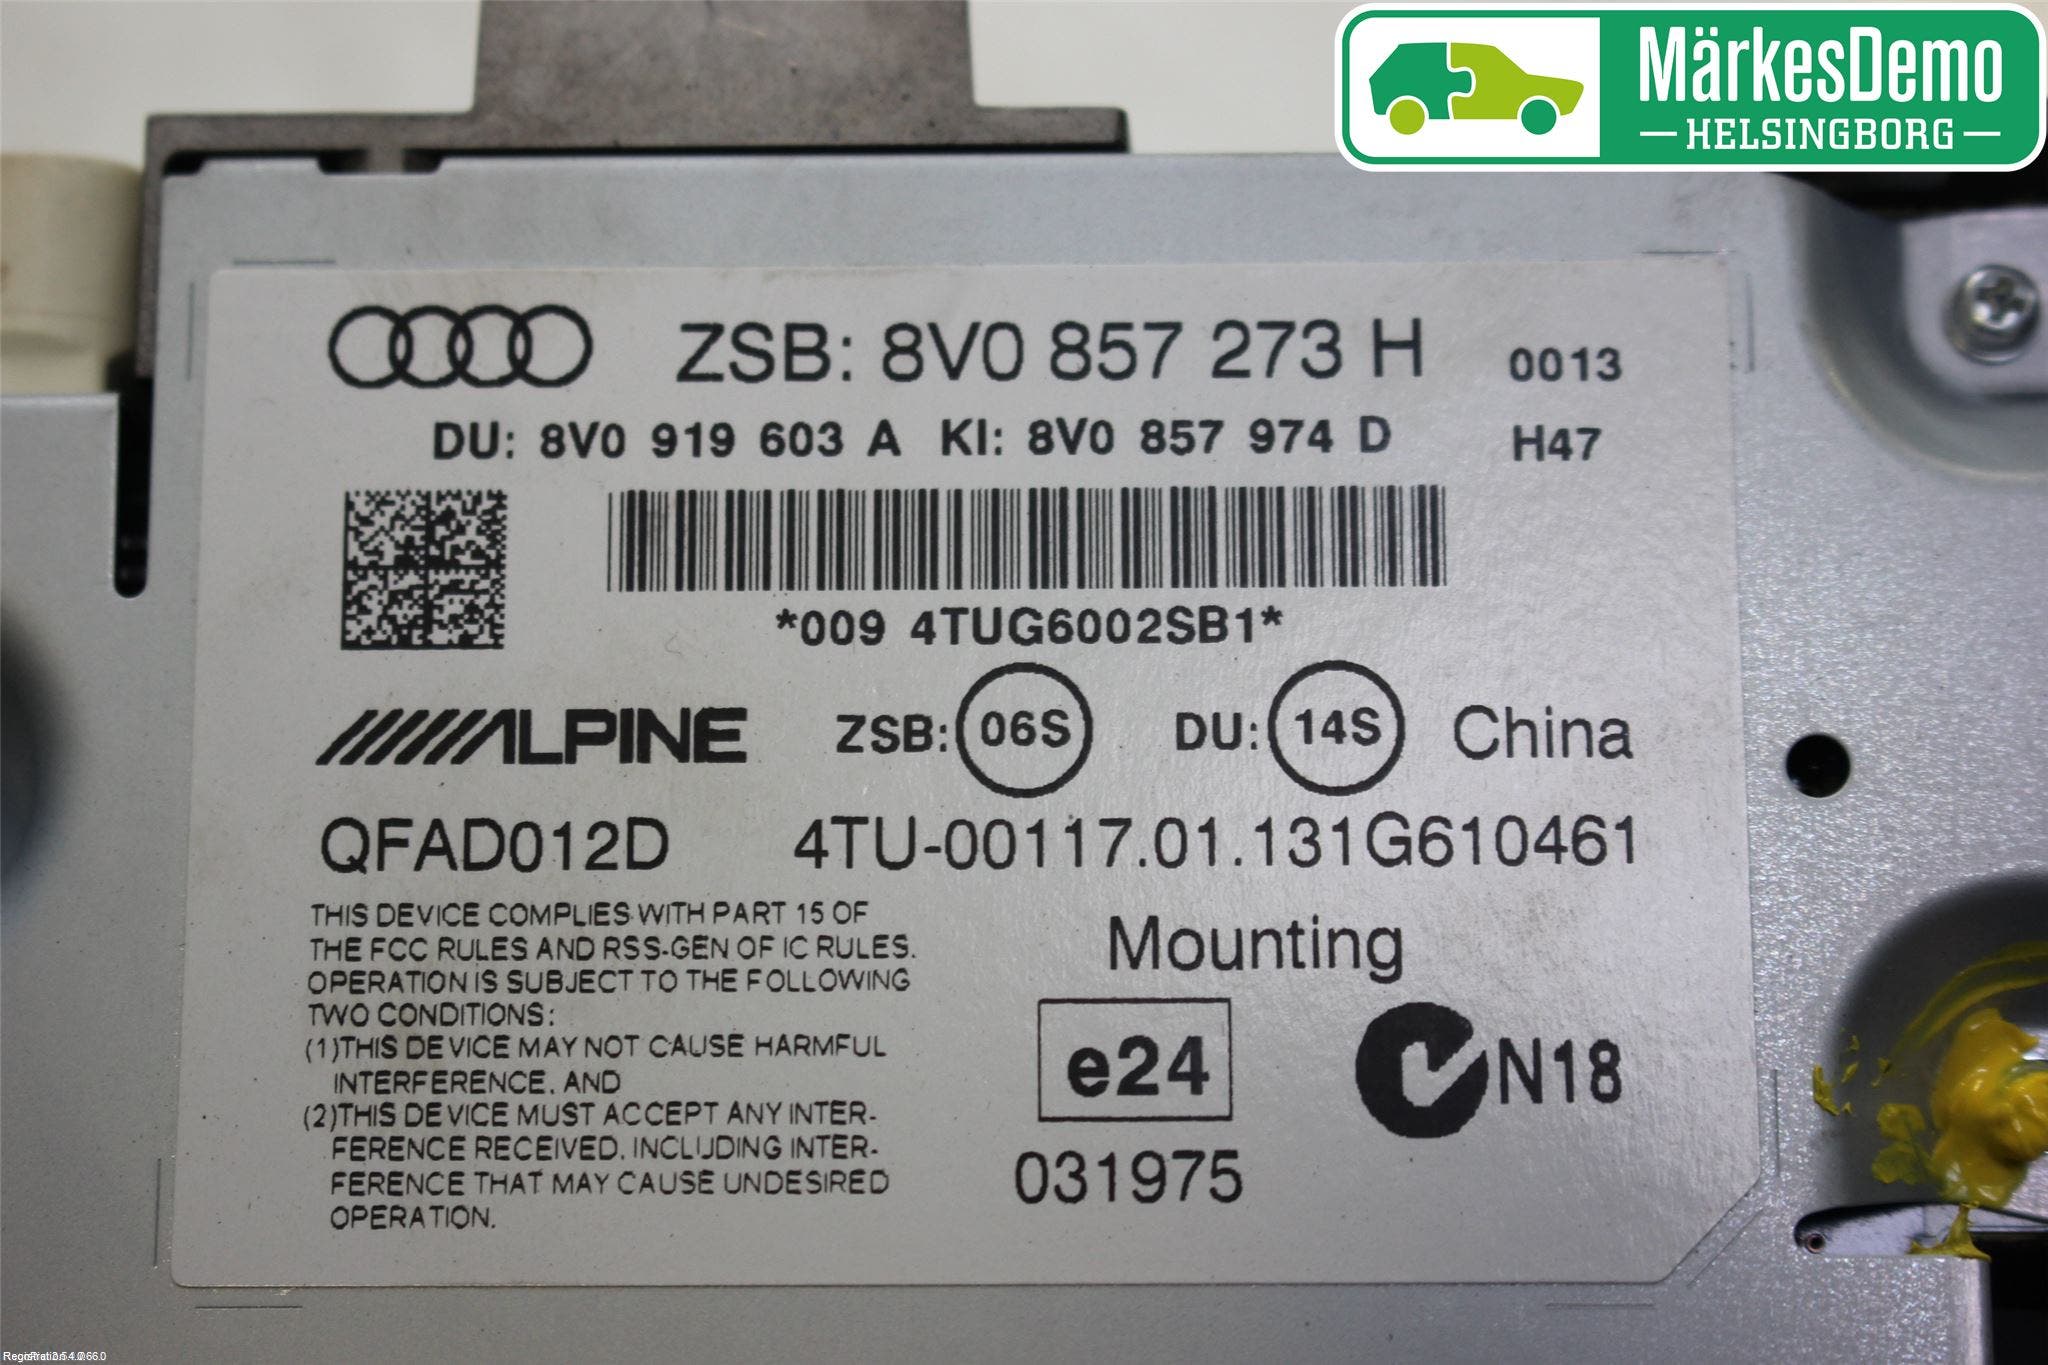 MärkesDemo
HELSINGBORG
ZSB: 8V0 857 273 H 0013
DU: 8V0 919 603 A KI: 8V0 857 974 D H47
*009 4TUG6002SB1*
ALPINE ZSB: 06S DU: 14S China
QFAD012D 4TU-00117.01.131G610461
THIS DEVICE COMPLIES WITH PART 15 OF
THE FCC RULES AND RSS-GEN OF IC RULES.
OPERATION IS SUBJECT TO THE FOLLOWING
TWO CONDITIONS:
(1)THIS DEVICE MAY NOT CAUSE HARMFUL
INTERFERENCE, AND
(2)THIS DEVICE MUST ACCEPT ANY INTER-
FERENCE RECEIVED, INCLUDING INTER-
FERENCE THAT MAY CAUSE UNDESIRED
OPERATION.
Mounting
e24
N18
031975